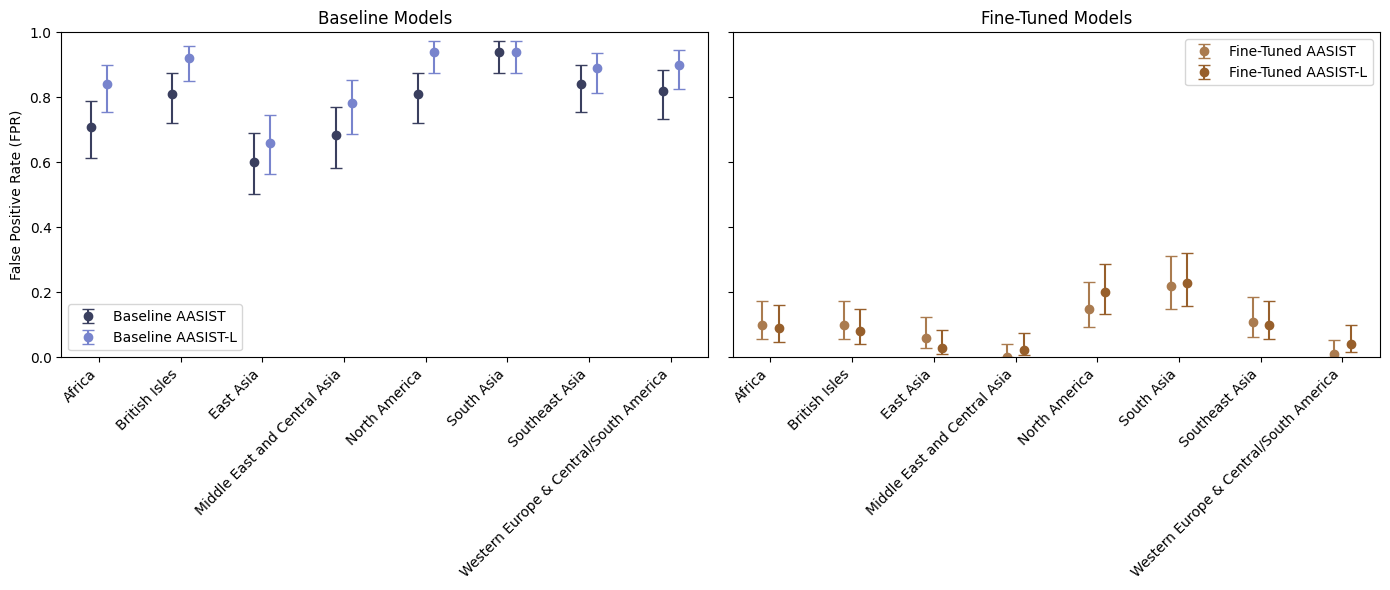 Baseline Models
Fine-Tuned Models
False Positive Rate (FPR)
1.0
0.8
0.6
0.4
0.2
0.0
Baseline AASIST
Baseline AASIST-L
Fine-Tuned AASIST
Fine-Tuned AASIST-L
Africa
British Isles
East Asia
Middle East and Central Asia
North America
South Asia
Southeast Asia
Western Europe & Central/South America
Africa
British Isles
East Asia
Middle East and Central Asia
North America
South Asia
Southeast Asia
Western Europe & Central/South America